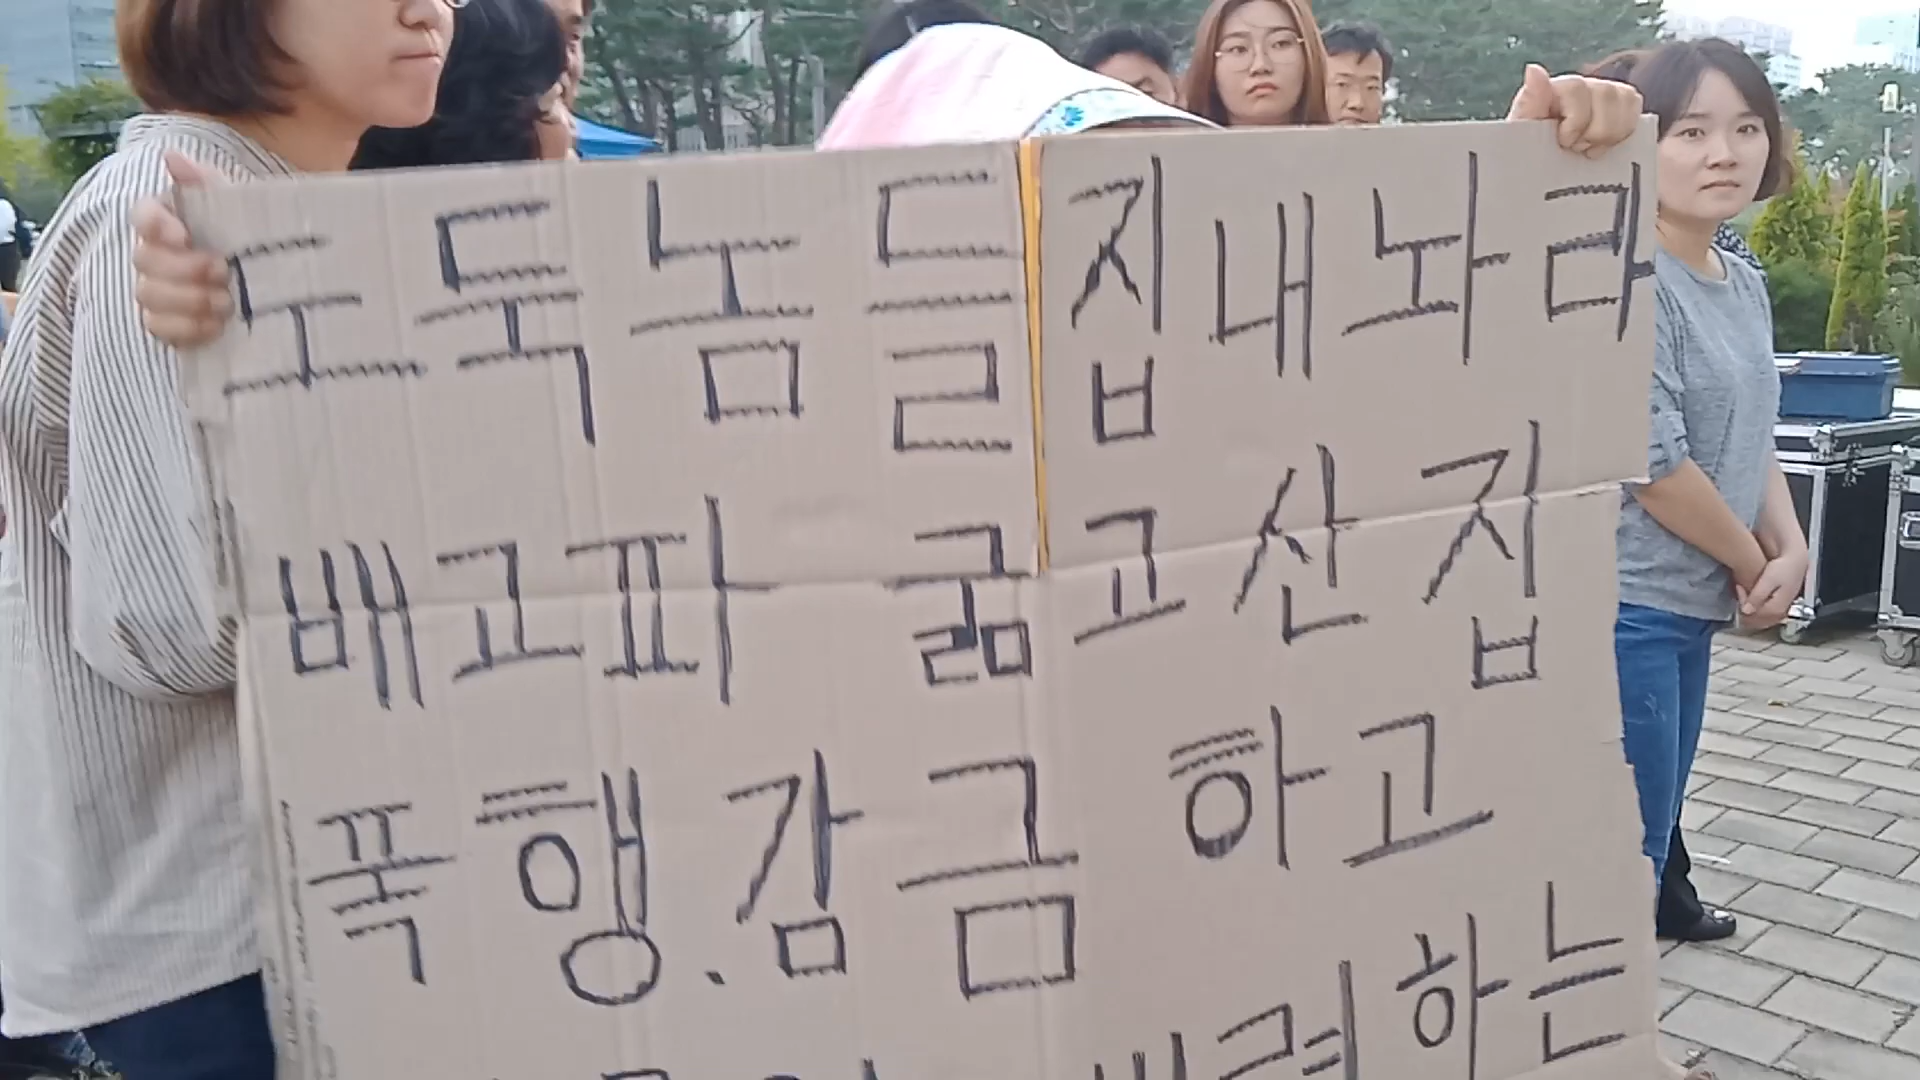 도독놈들 집내놔라
배고파 굶고산집
폭행.감금 하고
하는